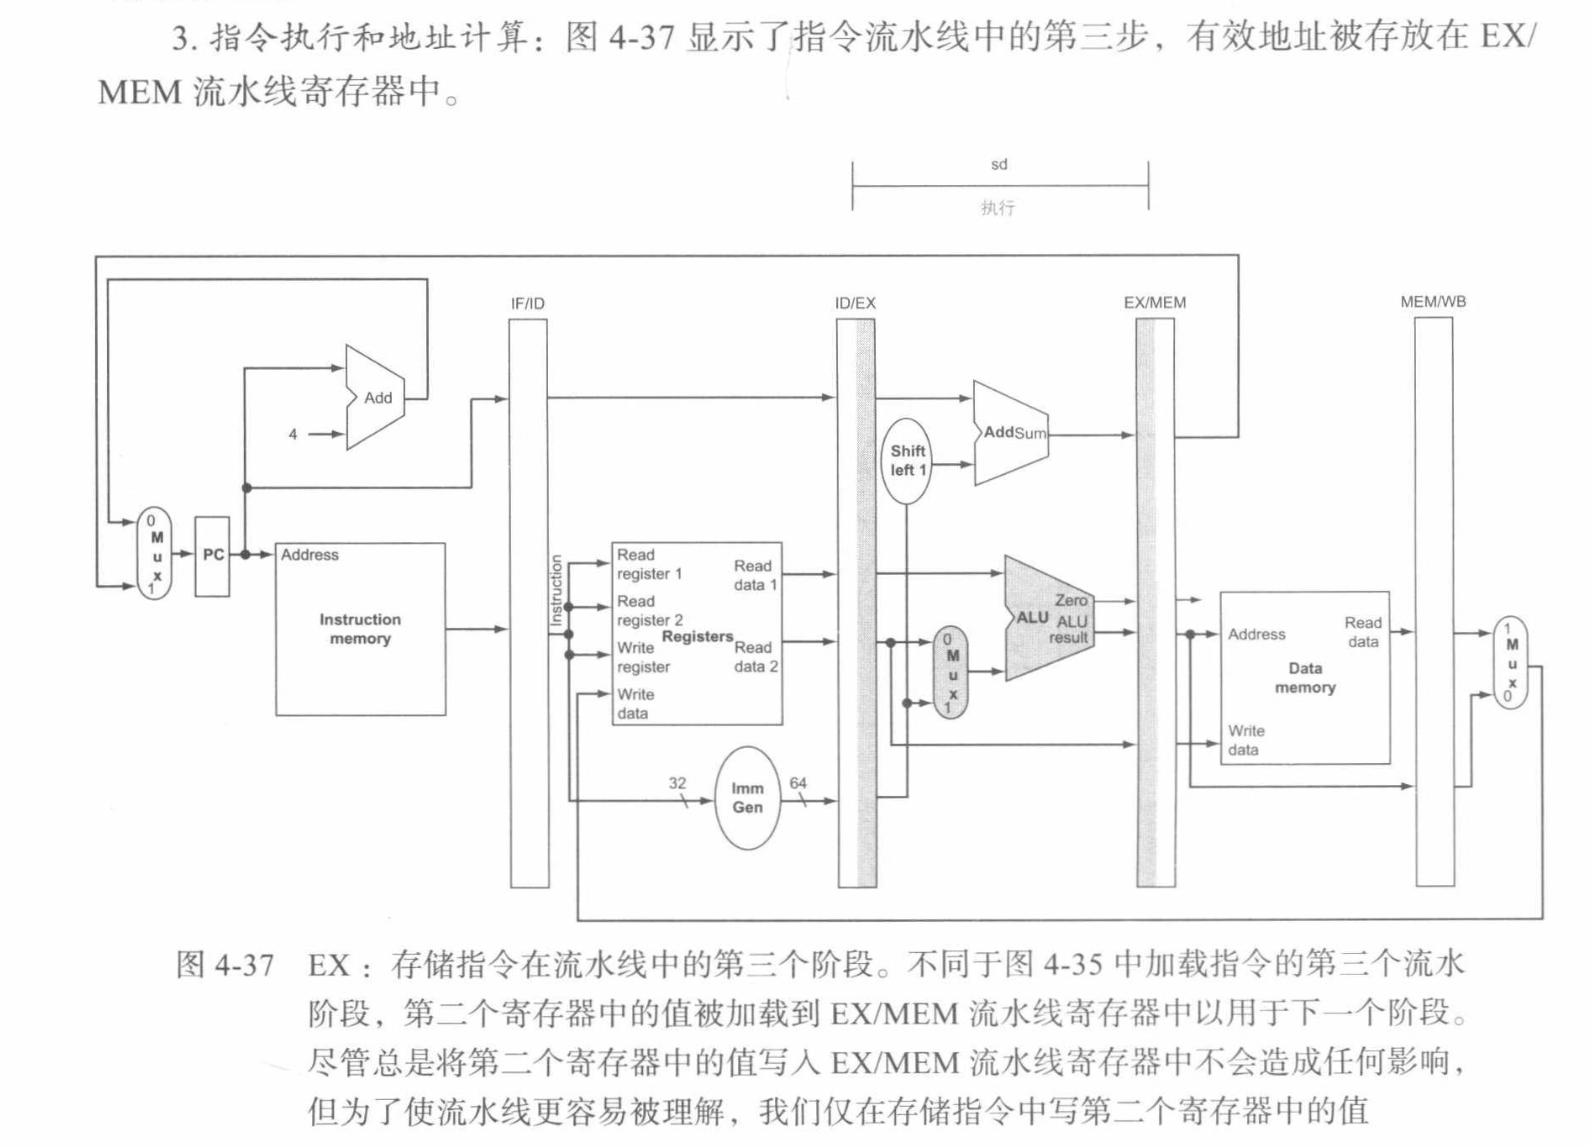 3. 指令执行和地址计算：图 4-37 显示了指令流水线中的第三步，有效地址被存放在 EX/
MEM 流水线寄存器中。
sd
执行
IF/ID
ID/EX
EX/MEM
MEM/WB
Add
4
Shift
left 1
AddSum
0
M
u
x
1
PC
Address
Instruction
memory
Instruction
Read
register 1
Read
register 2
Write
register
Write
data
Registers
Read
data 1
Read
data 2
32
Imm
Gen
64
0
M
u
x
1
ALU
Zero
ALU
result
Address
Read
data
Data
memory
Write
data
1
M
u
x
0
图 4-37 EX：存储指令在流水线中的第三个阶段。不同于图 4-35 中加载指令的第三个流水
阶段，第二个寄存器中的值被加载到 EX/MEM 流水线寄存器中以用于下一个阶段。
尽管总是将第二个寄存器中的值写入 EX/MEM 流水线寄存器中不会造成任何影响，
但为了使流水线更容易被理解，我们仅在存储指令中写第二个寄存器中的值